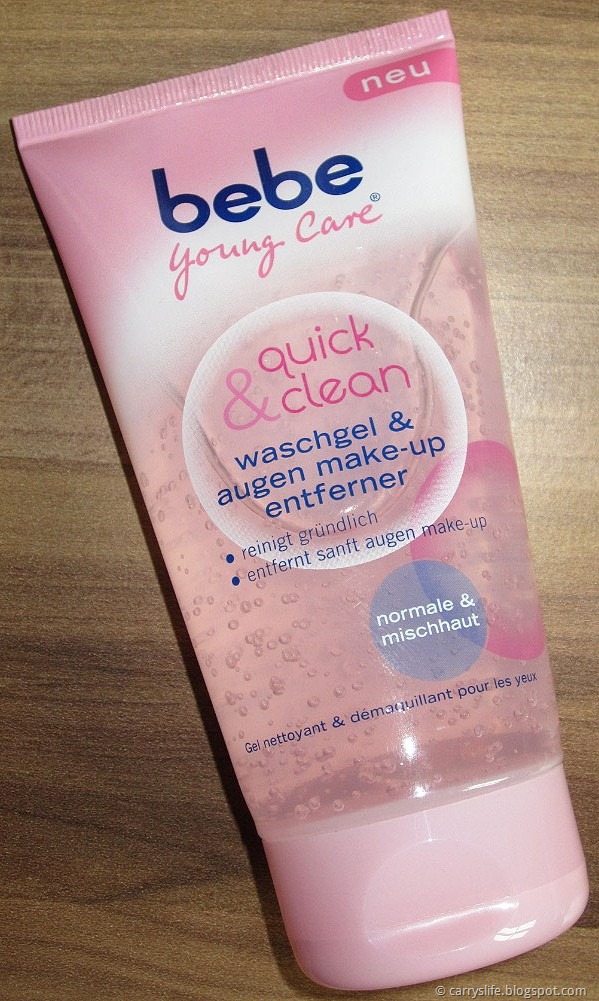 neu
bebe®
young Care
quick
& clean
waschgel &
augen make-up
entferner
• reinigt gründlich
• entfernt sanft augen make-up
normale &
mischhaut
Gel nettoyant & démaquillant pour les yeux
© carryslife.blogspot.com